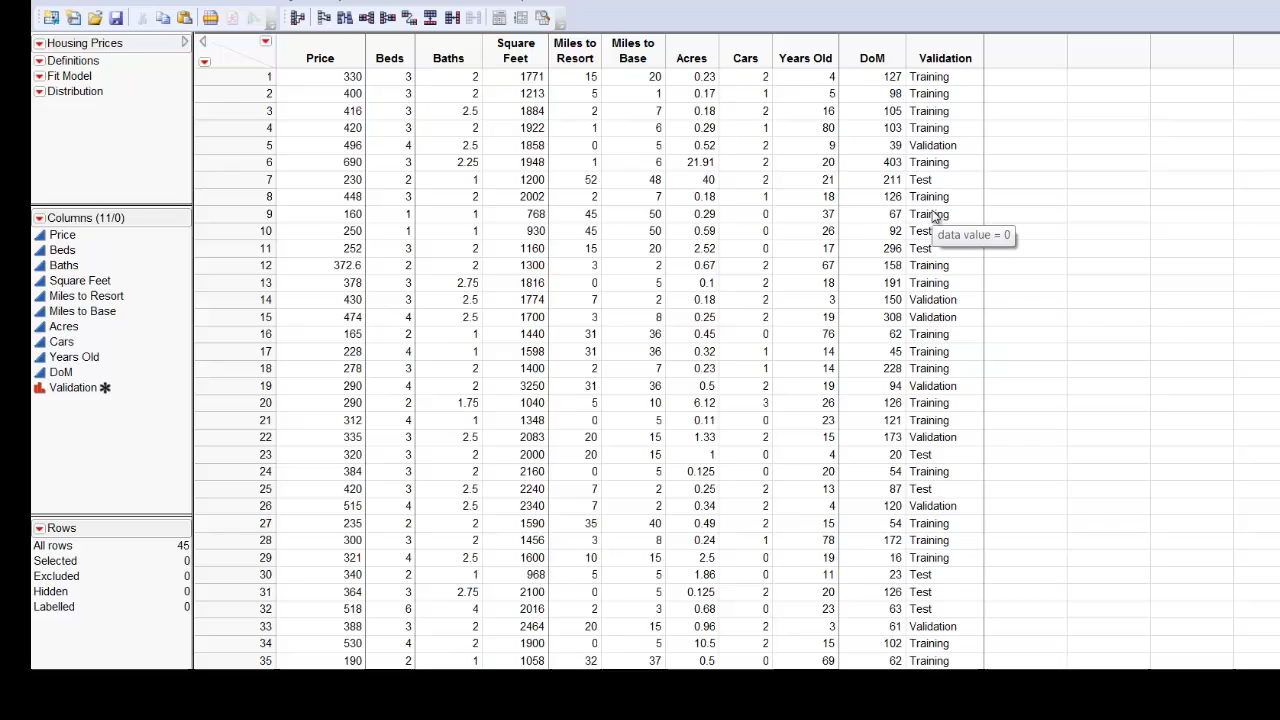 Housing Prices
Definitions
Fit Model
Distribution
Columns (11/0)
Price
Beds
Baths
Square Feet
Miles to Resort
Miles to Base
Acres
Cars
Years Old
DoM
Validation ✱
Rows
All rows 45
Selected 0
Excluded 0
Hidden 0
Labelled 0
Price Beds Baths Square Feet Miles to Resort Miles to Base Acres Cars Years Old DoM Validation
1 330 3 2 1771 15 20 0.23 2 4 127 Training
2 400 3 2 1213 5 1 0.17 1 5 98 Training
3 416 3 2.5 1884 2 7 0.18 2 16 105 Training
4 420 3 2 1922 1 6 0.29 1 80 103 Training
5 496 4 2.5 1858 0 5 0.52 2 9 39 Validation
6 690 3 2.25 1948 1 6 21.91 2 20 403 Training
7 230 2 1 1200 52 48 40 2 21 211 Test
8 448 3 2 2002 2 7 0.18 1 18 126 Training
9 160 1 1 768 45 50 0.29 0 37 67 Training
10 250 1 1 930 45 50 0.59 0 26 92 Test
data value = 0
11 252 3 2 1160 15 20 2.52 0 17 296 Test
12 372.6 2 2 1300 3 2 0.67 2 67 158 Training
13 378 3 2.75 1816 0 5 0.1 2 18 191 Training
14 430 3 2.5 1774 7 2 0.18 2 3 150 Validation
15 474 4 2.5 1700 3 8 0.25 2 19 308 Validation
16 165 2 1 1440 31 36 0.45 0 76 62 Training
17 228 4 1 1598 31 36 0.32 1 14 45 Training
18 278 3 2 1400 2 7 0.23 1 14 228 Training
19 290 4 2 3250 31 36 0.5 2 19 94 Validation
20 290 2 1.75 1040 5 10 6.12 3 26 126 Training
21 312 4 1 1348 0 5 0.11 0 23 121 Training
22 335 3 2.5 2083 20 15 1.33 2 15 173 Validation
23 320 3 2 2000 20 15 1 2 4 20 Test
24 384 3 2 2160 0 5 0.125 2 20 54 Training
25 420 3 2.5 2240 7 2 0.25 2 13 87 Test
26 515 4 2.5 2340 7 2 0.34 2 4 120 Validation
27 235 2 2 1590 35 40 0.49 2 15 54 Training
28 300 3 2 1456 3 8 0.24 1 78 172 Training
29 321 4 2.5 1600 10 15 2.5 0 19 16 Training
30 340 2 1 968 5 5 1.86 0 11 23 Test
31 364 3 2.75 2100 0 5 0.125 2 20 126 Test
32 518 6 4 2016 2 3 0.68 0 23 63 Test
33 388 3 2 2464 20 15 0.96 2 3 61 Validation
34 530 4 2 1900 0 5 10.5 2 15 102 Training
35 190 2 1 1058 32 37 0.5 0 69 62 Training